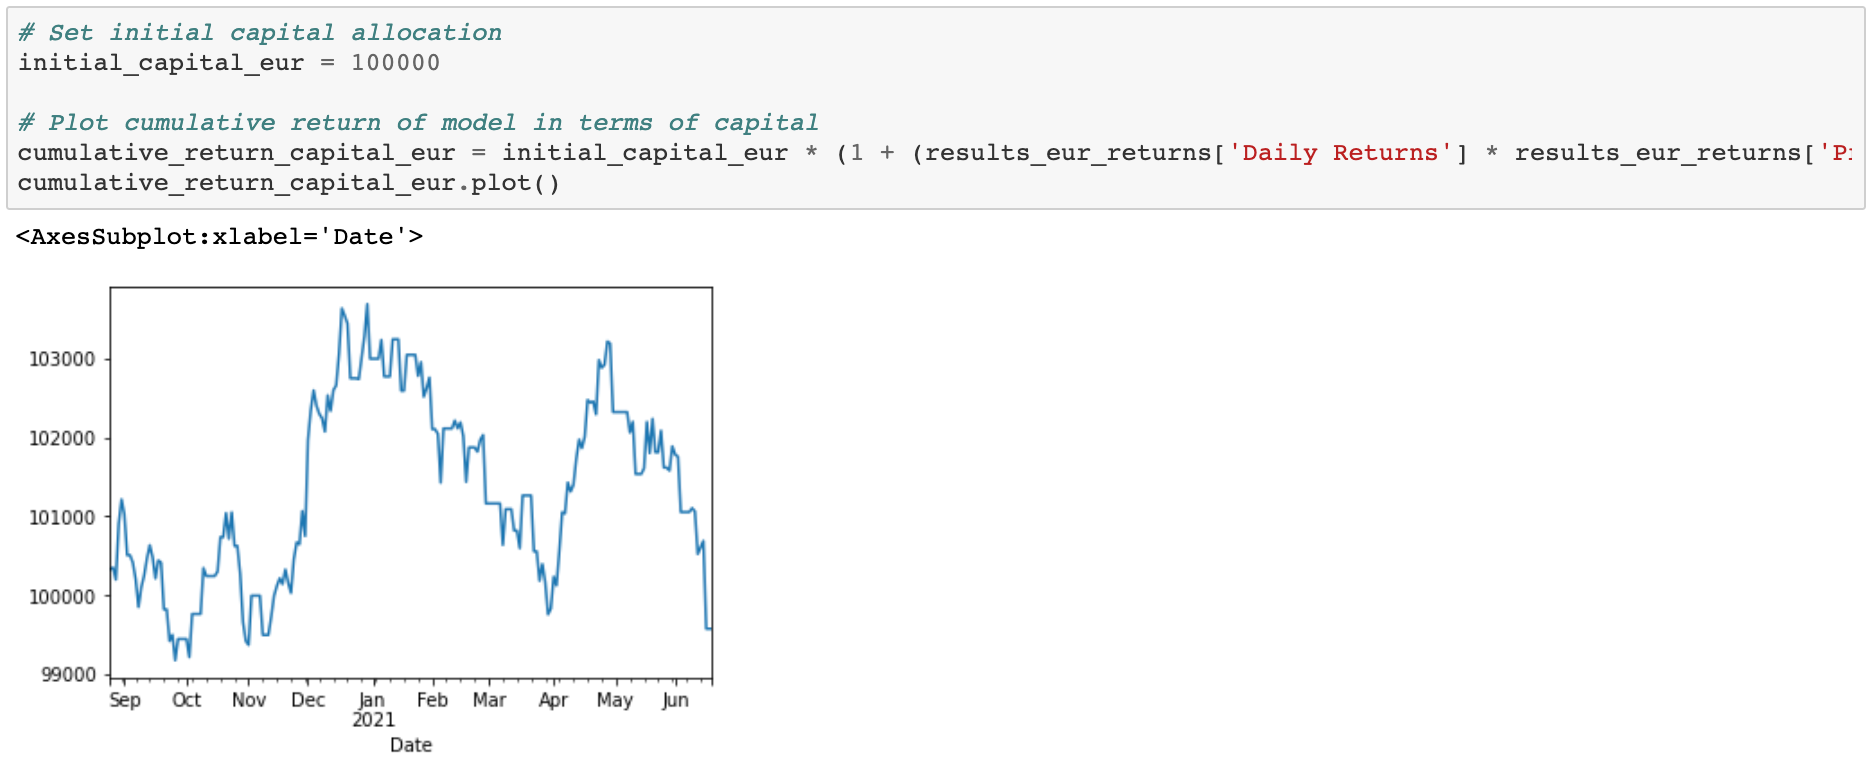 # Set initial capital allocation
initial_capital_eur = 100000
# Plot cumulative return of model in terms of capital
cumulative_return_capital_eur = initial_capital_eur * (1 + (results_eur_returns['Daily Returns'] * results_eur_returns['P
cumulative_return_capital_eur.plot()
<AxesSubplot:xlabel='Date'>
103000
102000
101000
100000
99000
Sep Oct Nov Dec Jan Feb Mar Apr May Jun
2021
Date